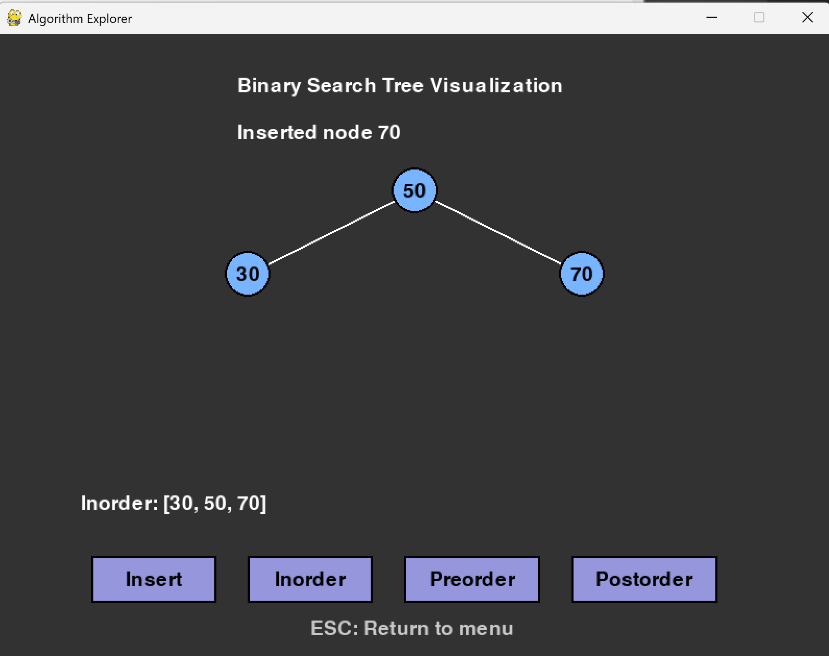 Algorithm Explorer
Binary Search Tree Visualization
Inserted node 70
50
30 70
Inorder: [30, 50, 70]
Insert Inorder Preorder Postorder
ESC: Return to menu